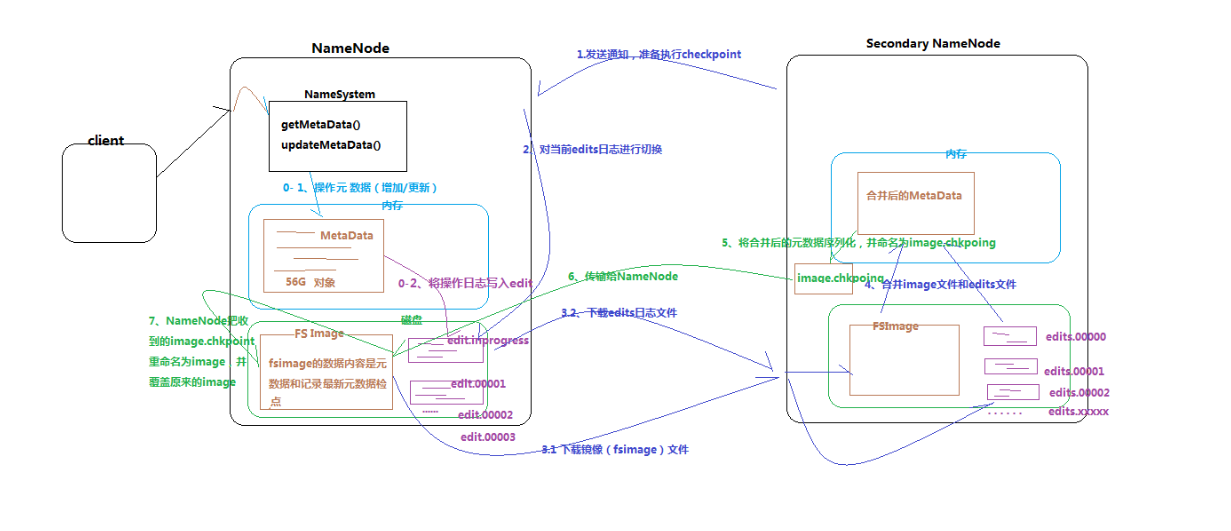 NameNode
Secondary NameNode
1.发送通知，准备执行checkpoint
NameSystem
getMetaData()
updateMetaData()
client
2、对当前edits日志进行切换
0- 1、操作元 数据（增加/更新）
内存
MetaData
56G 对象
0-2、将操作日志写入edit
内存
合并后的MetaData
5、将合并后的元数据序列化，并命名为image.chkpoing
6、传输给NameNode
image.chkpoing
4、合并image文件和edits文件
7、NameNode把收
到的image.chkpoint
重命名为image 并
覆盖原来的image
磁盘
FS Image
fsimage的数据内容是元
数据和记录最新元数据检
点
edit.inprogress
edit.00001
......
edit.00002
edit.00003
3.2、下载edits日志文件
3.1 下载镜像（fsimage）文件
FSImage
edits.00000
edits.00001
edits.00002
......
edits.xxxxx